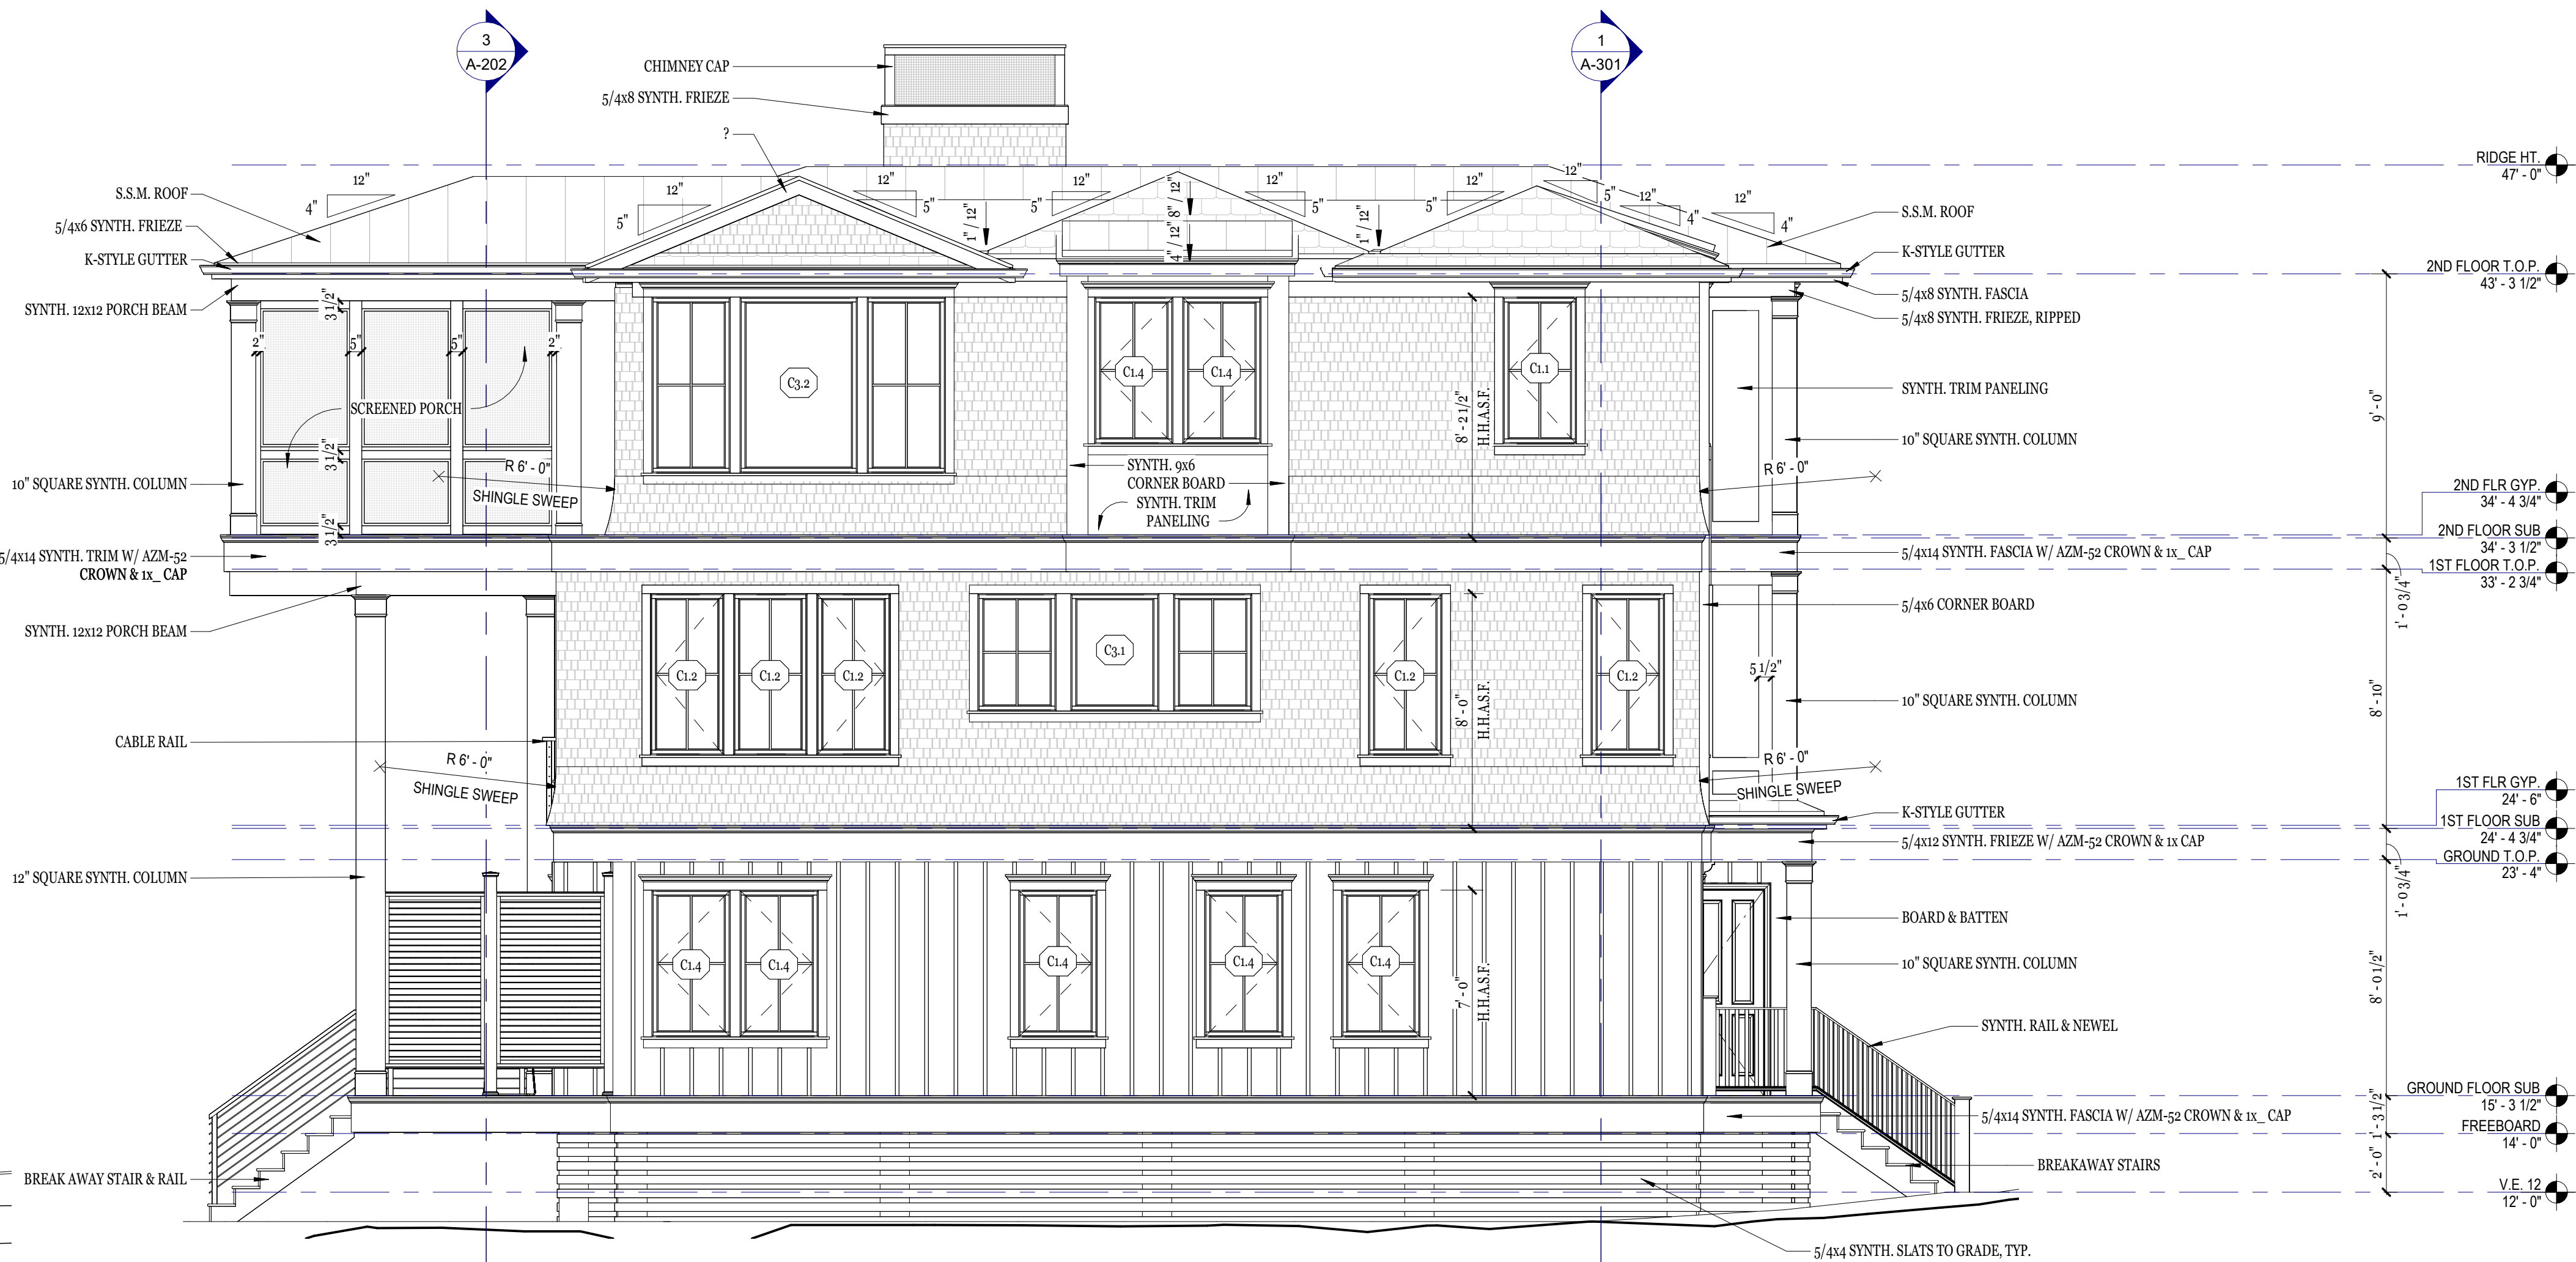 3
A-202
1
A-301
CHIMNEY CAP
5/4x8 SYNTH. FRIEZE
?
S.S.M. ROOF
5/4x6 SYNTH. FRIEZE
K-STYLE GUTTER
SYNTH. 12x12 PORCH BEAM
12"
4"
12"
5"
12"
5"
1" / 12"
12"
5"
8" / 12"
4" / 12"
12"
5"
1" / 12"
12"
5"
12"
5"
12"
4"
12"
4"
S.S.M. ROOF
K-STYLE GUTTER
5/4x8 SYNTH. FASCIA
5/4x8 SYNTH. FRIEZE, RIPPED
SYNTH. TRIM PANELING
10" SQUARE SYNTH. COLUMN
RIDGE HT.
47' - 0"
2ND FLOOR T.O.P.
43' - 3 1/2"
9' - 0"
2ND FLR GYP.
34' - 4 3/4"
2ND FLOOR SUB
34' - 3 1/2"
1ST FLOOR T.O.P.
33' - 2 3/4"
1' - 0 3/4"
3 1/2"
2"
5"
5"
2"
SCREENED PORCH
3 1/2"
R 6' - 0"
SHINGLE SWEEP
3 1/2"
10" SQUARE SYNTH. COLUMN
5/4x14 SYNTH. TRIM W/ AZM-52
CROWN & 1x_ CAP
SYNTH. 12x12 PORCH BEAM
C3.2
C1.4
C1.4
C1.1
8' - 2 1/2"
H.H.A.S.F.
SYNTH. 9x6
CORNER BOARD
SYNTH. TRIM
PANELING
R 6' - 0"
5/4x14 SYNTH. FASCIA W/ AZM-52 CROWN & 1x_ CAP
5/4x6 CORNER BOARD
5 1/2"
10" SQUARE SYNTH. COLUMN
8' - 10"
C1.2
C1.2
C1.2
C3.1
C1.2
C1.2
8' - 0"
H.H.A.S.F.
CABLE RAIL
R 6' - 0"
SHINGLE SWEEP
R 6' - 0"
SHINGLE SWEEP
1ST FLR GYP.
24' - 6"
K-STYLE GUTTER
1ST FLOOR SUB
24' - 4 3/4"
5/4x12 SYNTH. FRIEZE W/ AZM-52 CROWN & 1x CAP
GROUND T.O.P.
23' - 4"
1' - 0 3/4"
12" SQUARE SYNTH. COLUMN
BOARD & BATTEN
10" SQUARE SYNTH. COLUMN
C1.4
C1.4
C1.4
C1.4
C1.4
7' - 0"
H.H.A.S.F.
8' - 0 1/2"
SYNTH. RAIL & NEWEL
GROUND FLOOR SUB
15' - 3 1/2"
5/4x14 SYNTH. FASCIA W/ AZM-52 CROWN & 1x_ CAP
1' - 3 1/2"
FREEBOARD
14' - 0"
2' - 0"
BREAK AWAY STAIR & RAIL
BREAKAWAY STAIRS
V.E. 12
12' - 0"
5/4x4 SYNTH. SLATS TO GRADE, TYP.